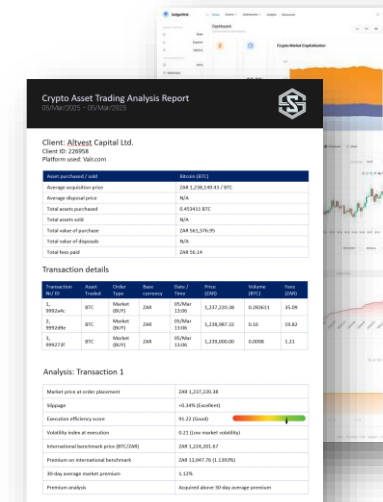 Dashboard
Crypto Market Capitalisation
Crypto Asset Trading Analysis Report
05/Mar/2025 – 05/Mar/2025
Client: Altvest Capital Ltd.
Client ID: 226958
Platform used: Valr.com
Asset purchased / sold Bitcoin (BTC)
Average acquisition price ZAR 1,238,149.43 / BTC
Average disposal price N/A
Total assets purchased 0.453411 BTC
Total assets sold N/A
Total value of purchase ZAR 561,376.95
Total value of disposals N/A
Total fees paid ZAR 56.14
Transaction details
Transaction Nr/ ID Asset Traded Order Type Base currency Date / Time Price (ZAR) Volume (BTC) Fees (ZAR)
1, BTC Market (BUY) ZAR 05/Mar 13:06 1,237,220.38 0.283611 35.09
2, BTC Market (BUY) ZAR 05/Mar 13:06 1,238,987.32 0.16 19.82
3, BTC Market (BUY) ZAR 05/Mar 13:06 1,239,000.00 0.0098 1.21
Analysis: Transaction 1
Market price at order placement ZAR 1,237,220.38
Slippage +0.14% (Excellent)
Execution efficiency score 91.22 (Good)
Volatility index at execution 0.21 (Low market volatility)
International benchmark price (BTC/ZAR) ZAR 1,224,201.67
Premium on international benchmark ZAR 13,847.76 (1.1303%)
30-day average market premium 1.12%
Premium analysis Acquired above 30-day average premium